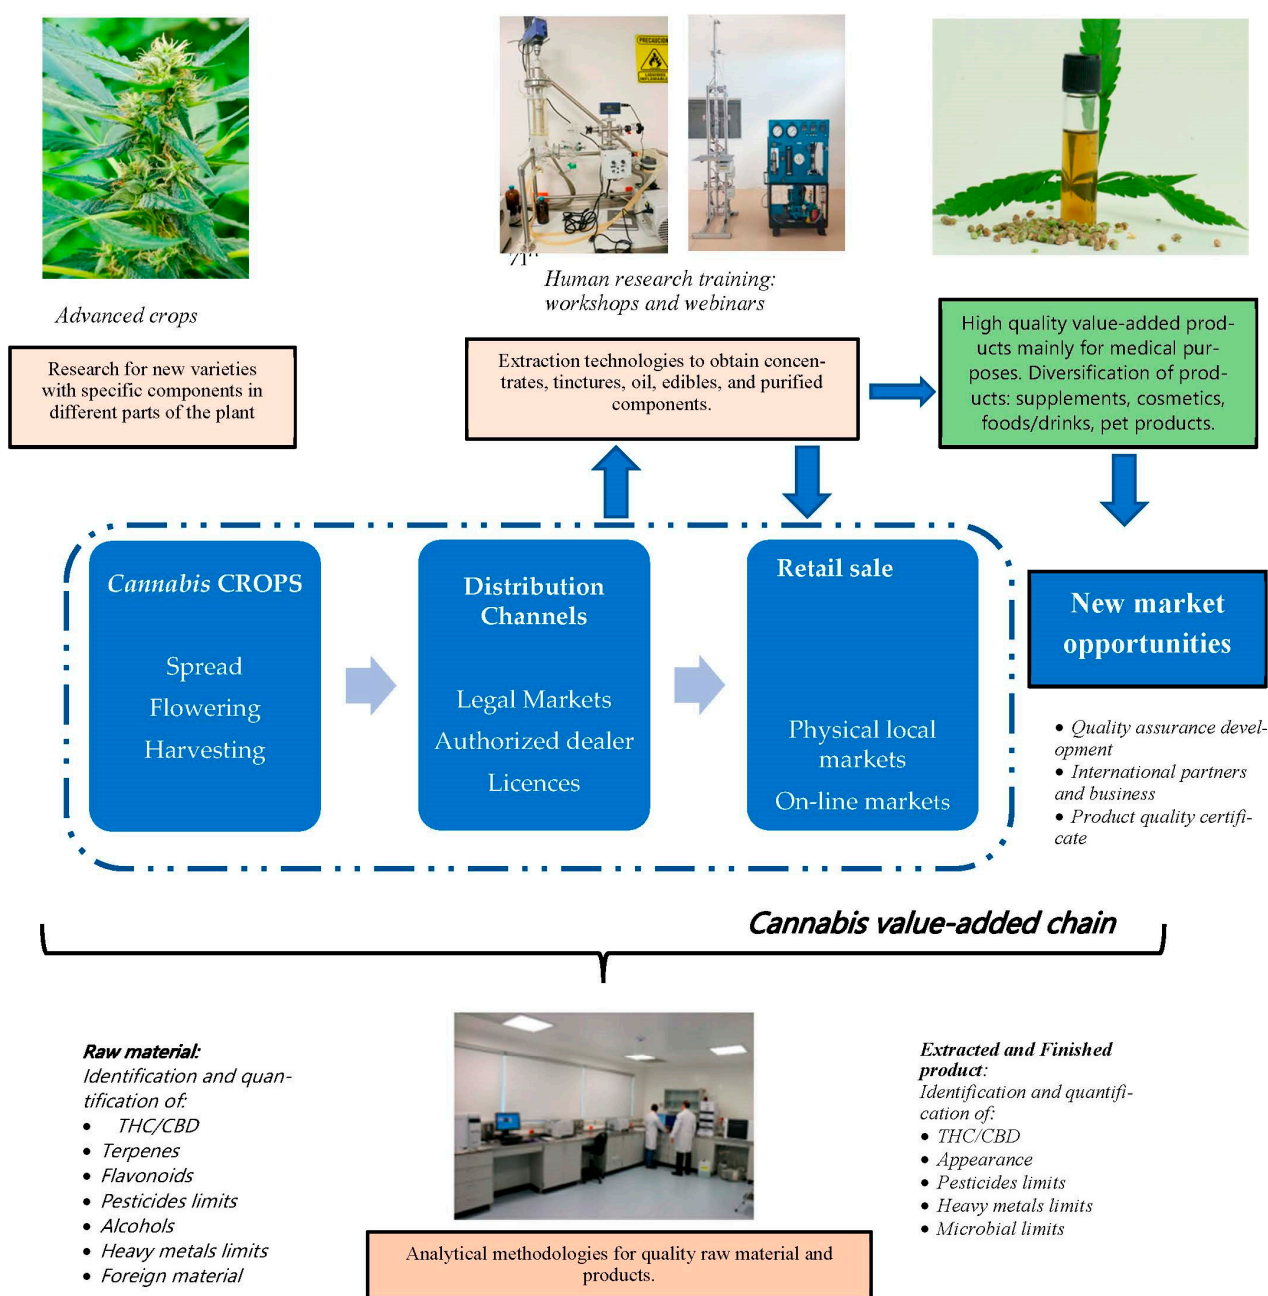 PRECAUCION
LIQUIDOS
INFLAMABLES
Advanced crops
Research for new varieties
with specific components in
different parts of the plant
Human research training:
workshops and webinars
Extraction technologies to obtain concen-
trates, tinctures, oil, edibles, and purified
components.
High quality value-added prod-
ucts mainly for medical pur-
poses. Diversification of prod-
ucts: supplements, cosmetics,
foods/drinks, pet products.
Cannabis CROPS
Spread
Flowering
Harvesting
Distribution
Channels
Legal Markets
Authorized dealer
Licences
Retail sale
Physical local
markets
On-line markets
New market
opportunities
• Quality assurance devel-
opment
• International partners
and business
• Product quality certifi-
cate
Cannabis value-added chain
Raw material:
Identification and quan-
tification of:
• THC/CBD
• Terpenes
• Flavonoids
• Pesticides limits
• Alcohols
• Heavy metals limits
• Foreign material
Analytical methodologies for quality raw material and
products.
Extracted and Finished
product:
Identification and quantifi-
cation of:
• THC/CBD
• Appearance
• Pesticides limits
• Heavy metals limits
• Microbial limits